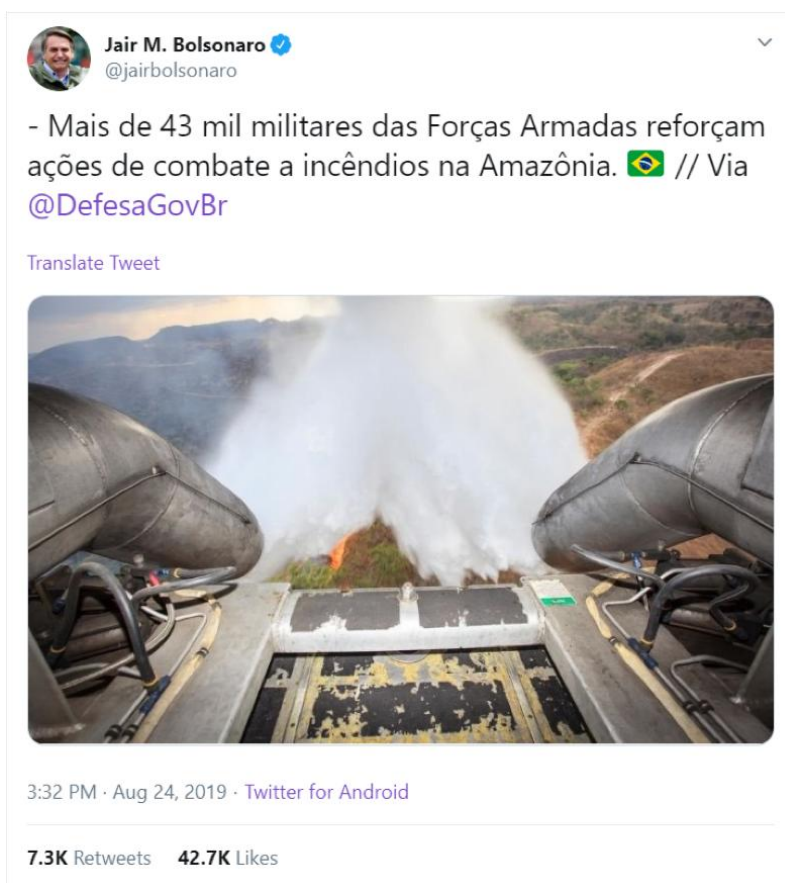 Jair M. Bolsonaro
@jairbolsonaro
- Mais de 43 mil militares das Forças Armadas reforçam
ações de combate a incêndios na Amazônia. 🇧🇷 // Via
@DefesaGovBr
Translate Tweet
3:32 PM · Aug 24, 2019 · Twitter for Android
7.3K Retweets 42.7K Likes